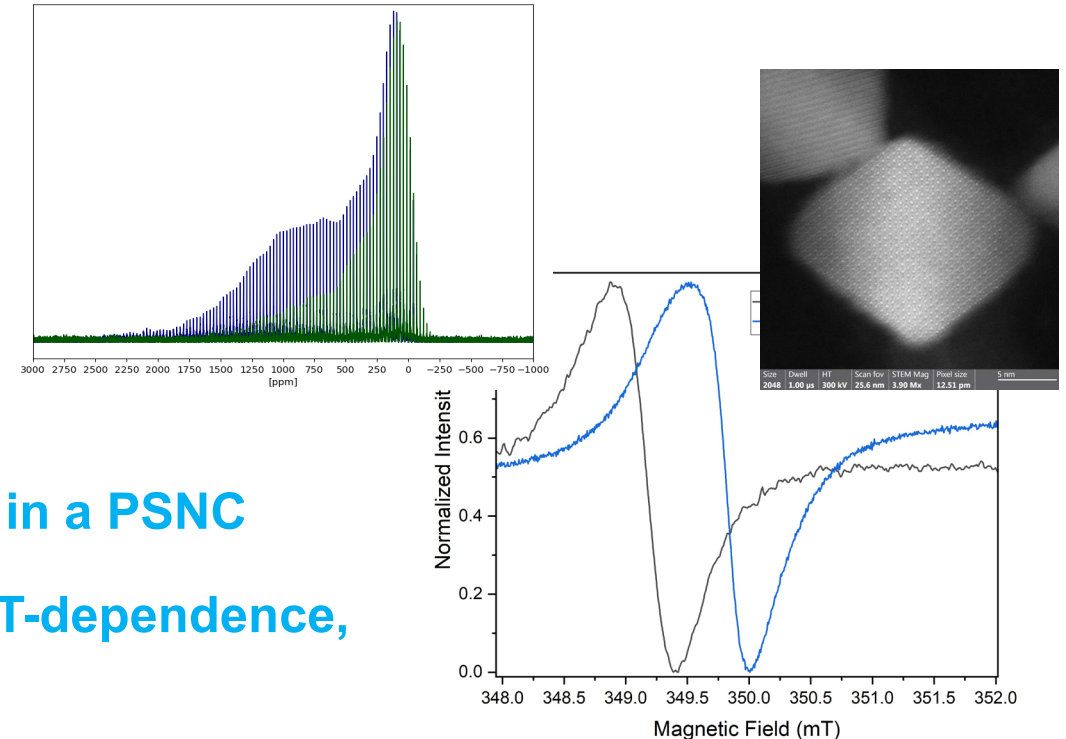 3000 2750 2500 2250 2000 1750 1500 1250 1000 750 500 250 0 −250 −500 −750 −1000
[ppm]
Size Dwell HT Scan fov STEM Mag Pixel size 5 nm
2048 1.00 µs 300 kV 25.6 nm 3.90 Mx 12.51 pm
Normalized Intensit
0.6
0.4
0.2
0.0
348.0 348.5 349.0 349.5 350.0 350.5 351.0 351.5 352.0
Magnetic Field (mT)
in a PSNC
T-dependence,